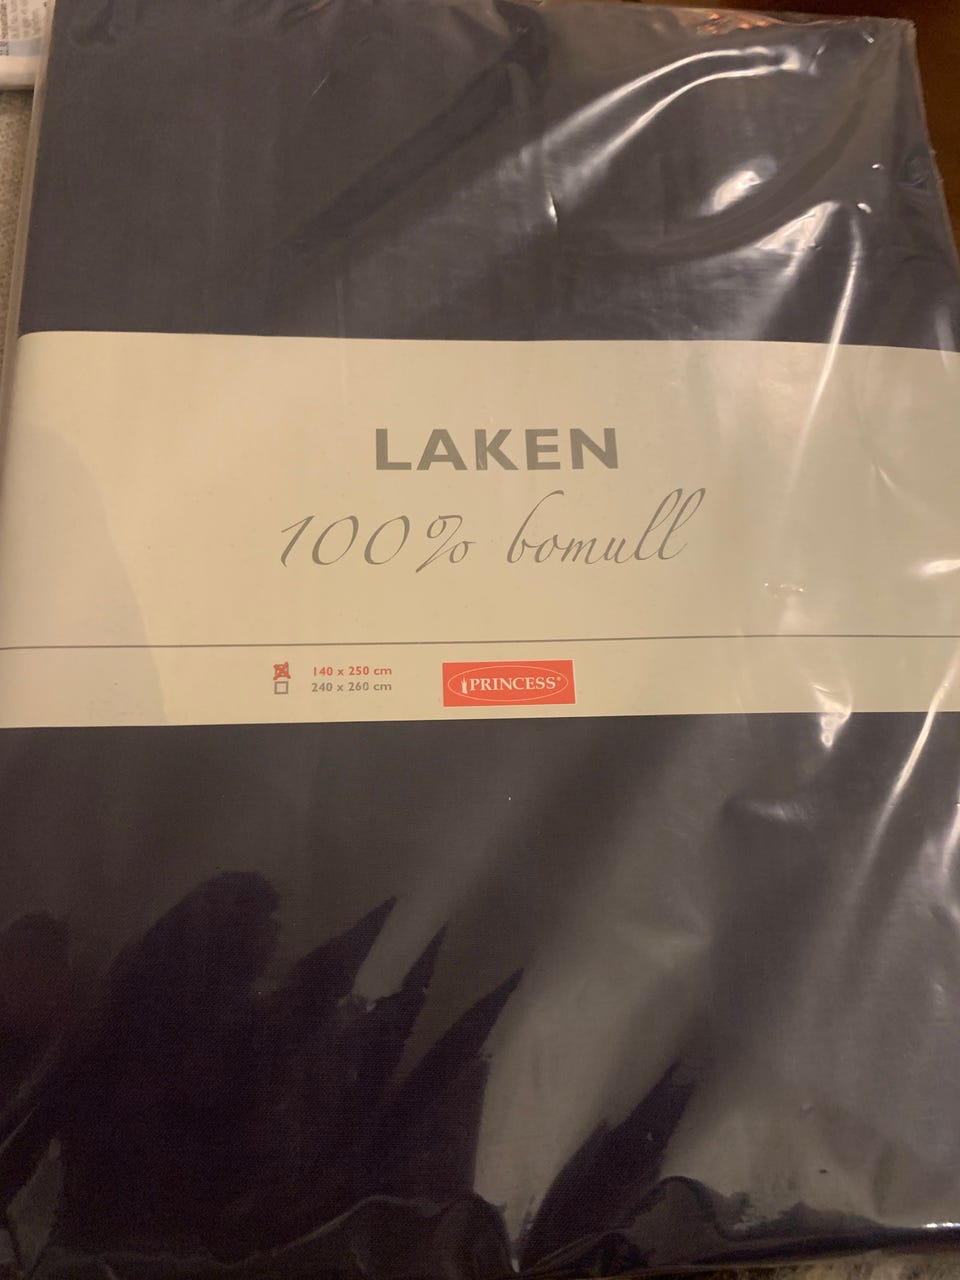 LAKEN
100% bomull
140 x 250 cm
240 x 260 cm
PRINCESS®